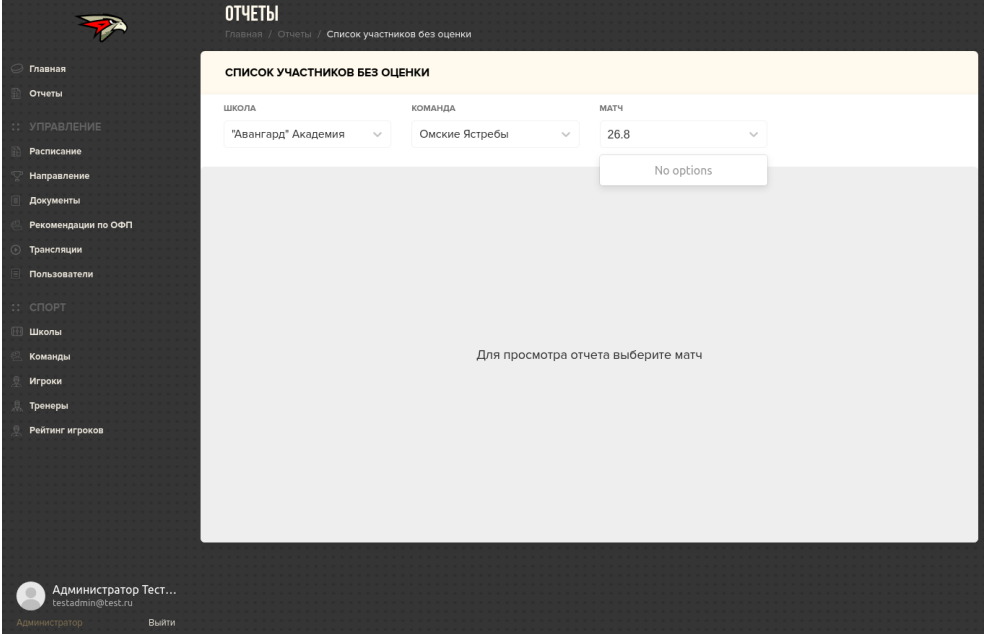 ОТЧЕТЫ
Главная / Отчеты / Список участников без оценки
Главная
Отчеты
УПРАВЛЕНИЕ
Расписание
Направление
Документы
Рекомендации по ОФП
Трансляции
Пользователи
СПОРТ
Школы
Команды
Игроки
Тренеры
Рейтинг игроков
Администратор Тест...
testadmin@test.ru
Администратор Выйти
СПИСОК УЧАСТНИКОВ БЕЗ ОЦЕНКИ
ШКОЛА КОМАНДА МАТЧ
"Авангард" Академия Омские Ястребы 26.8
No options
Для просмотра отчета выберите матч